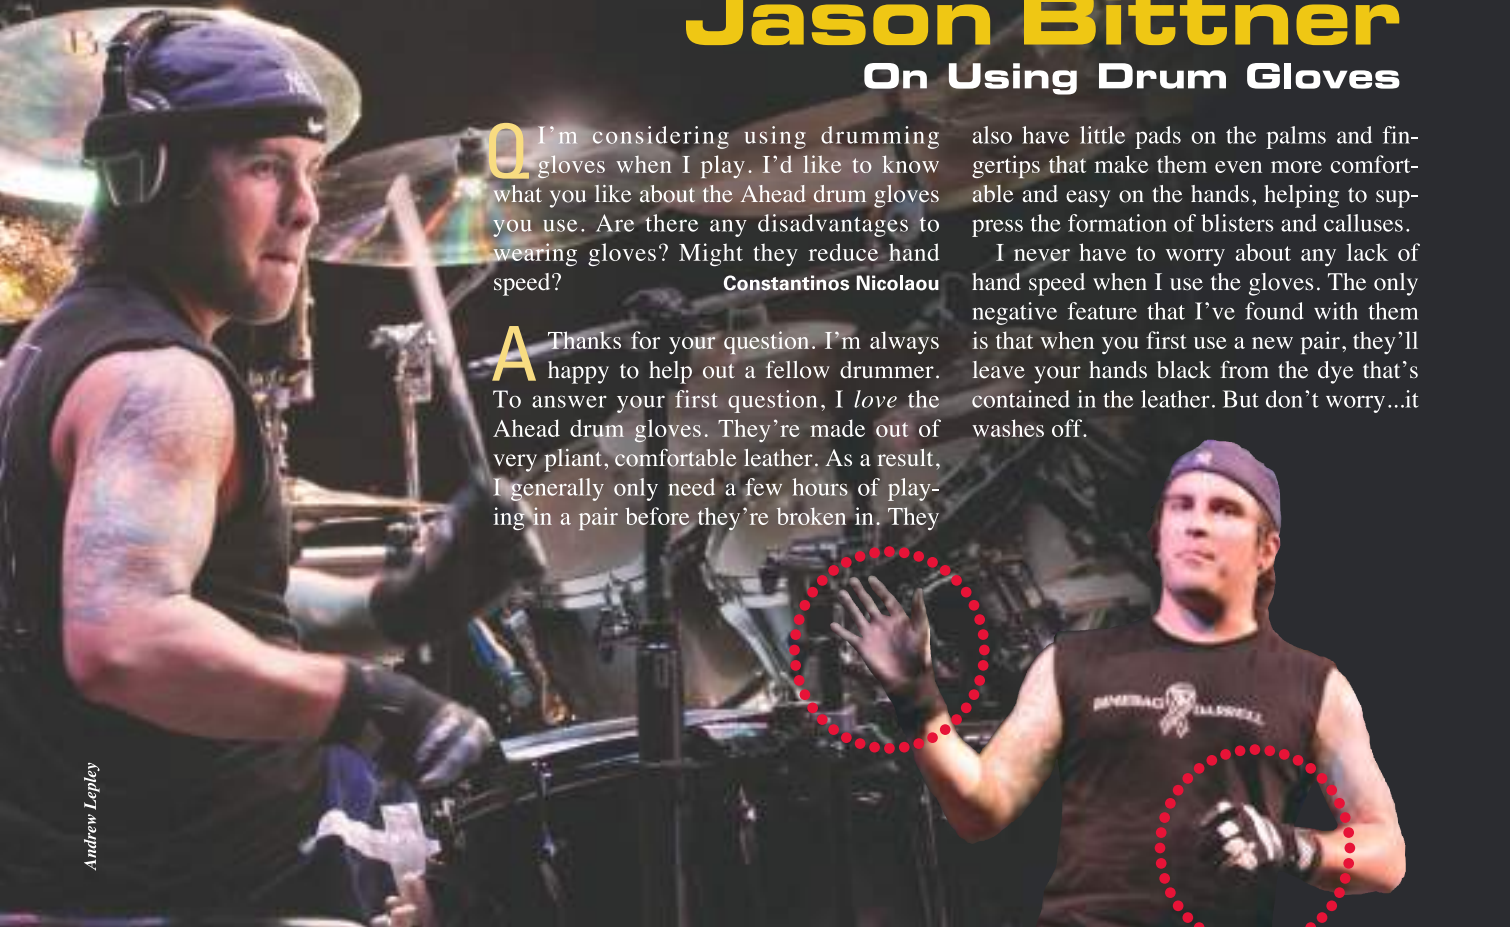 Jason Bittner
On Using Drum Gloves
Q I'm considering using drumming
gloves when I play. I'd like to know
what you like about the Ahead drum gloves
you use. Are there any disadvantages to
wearing gloves? Might they reduce hand
speed? Constantinos Nicolaou
A Thanks for your question. I'm always
happy to help out a fellow drummer.
To answer your first question, I love the
Ahead drum gloves. They're made out of
very pliant, comfortable leather. As a result,
I generally only need a few hours of play-
ing in a pair before they're broken in. They
also have little pads on the palms and fin-
gertips that make them even more comfort-
able and easy on the hands, helping to sup-
press the formation of blisters and calluses.
I never have to worry about any lack of
hand speed when I use the gloves. The only
negative feature that I've found with them
is that when you first use a new pair, they'll
leave your hands black from the dye that's
contained in the leather. But don't worry...it
washes off.
DIMEBAG DARRELL
Andrew Lepley